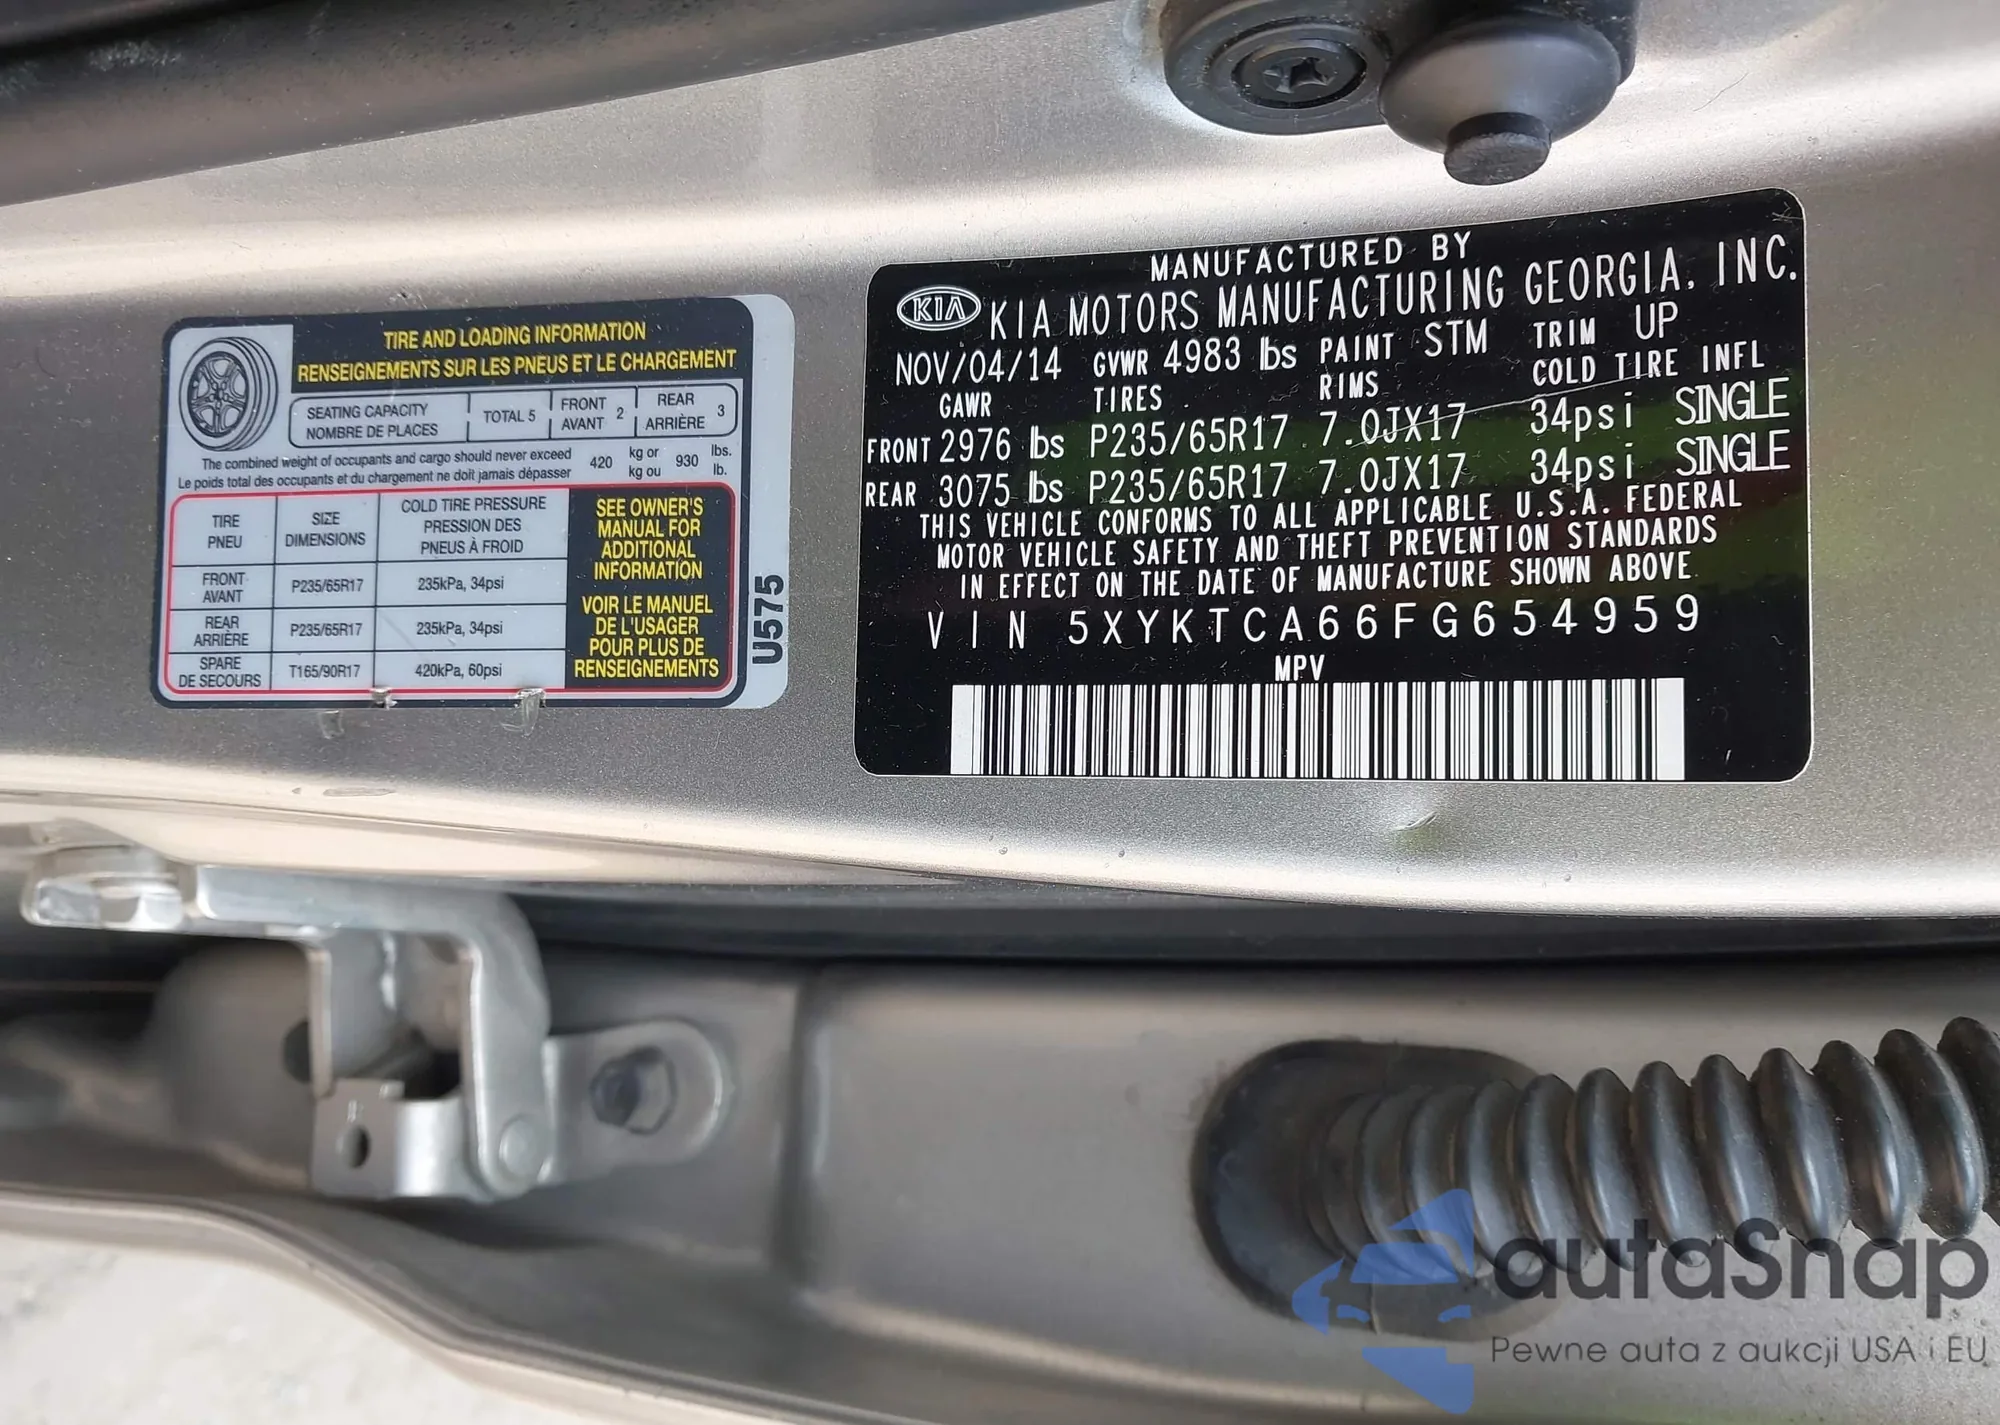 TIRE AND LOADING INFORMATION
RENSEIGNEMENTS SUR LES PNEUS ET LE CHARGEMENT
SEATING CAPACITY
NOMBRE DE PLACES
TOTAL 5
FRONT
AVANT
2
REAR
ARRIÈRE
3
The combined weight of occupants and cargo should never exceed
Le poids total des occupants et du chargement ne doit jamais dépasser
420
kg or
kg ou
930
lbs.
lb.
TIRE
PNEU
SIZE
DIMENSIONS
COLD TIRE PRESSURE
PRESSION DES
PNEUS À FROID
FRONT
AVANT
P235/65R17
235kPa, 34psi
REAR
ARRIÈRE
P235/65R17
235kPa, 34psi
SPARE
DE SECOURS
T165/90R17
420kPa, 60psi
SEE OWNER'S
MANUAL FOR
ADDITIONAL
INFORMATION
VOIR LE MANUEL
DE L'USAGER
POUR PLUS DE
RENSEIGNEMENTS
U575
MANUFACTURED BY
KIA KIA MOTORS MANUFACTURING GEORGIA, INC.
NOV/04/14 GVWR 4983 lbs PAINT STM TRIM UP
GAWR TIRES RIMS COLD TIRE INFL
FRONT 2976 lbs P235/65R17 7.0JX17 34psi SINGLE
REAR 3075 lbs P235/65R17 7.0JX17 34psi SINGLE
THIS VEHICLE CONFORMS TO ALL APPLICABLE U.S.A. FEDERAL
MOTOR VEHICLE SAFETY AND THEFT PREVENTION STANDARDS
IN EFFECT ON THE DATE OF MANUFACTURE SHOWN ABOVE
VIN 5XYKTCA66FG654959
MPV
autaSnap
Pewne auta z aukcji USA i EU